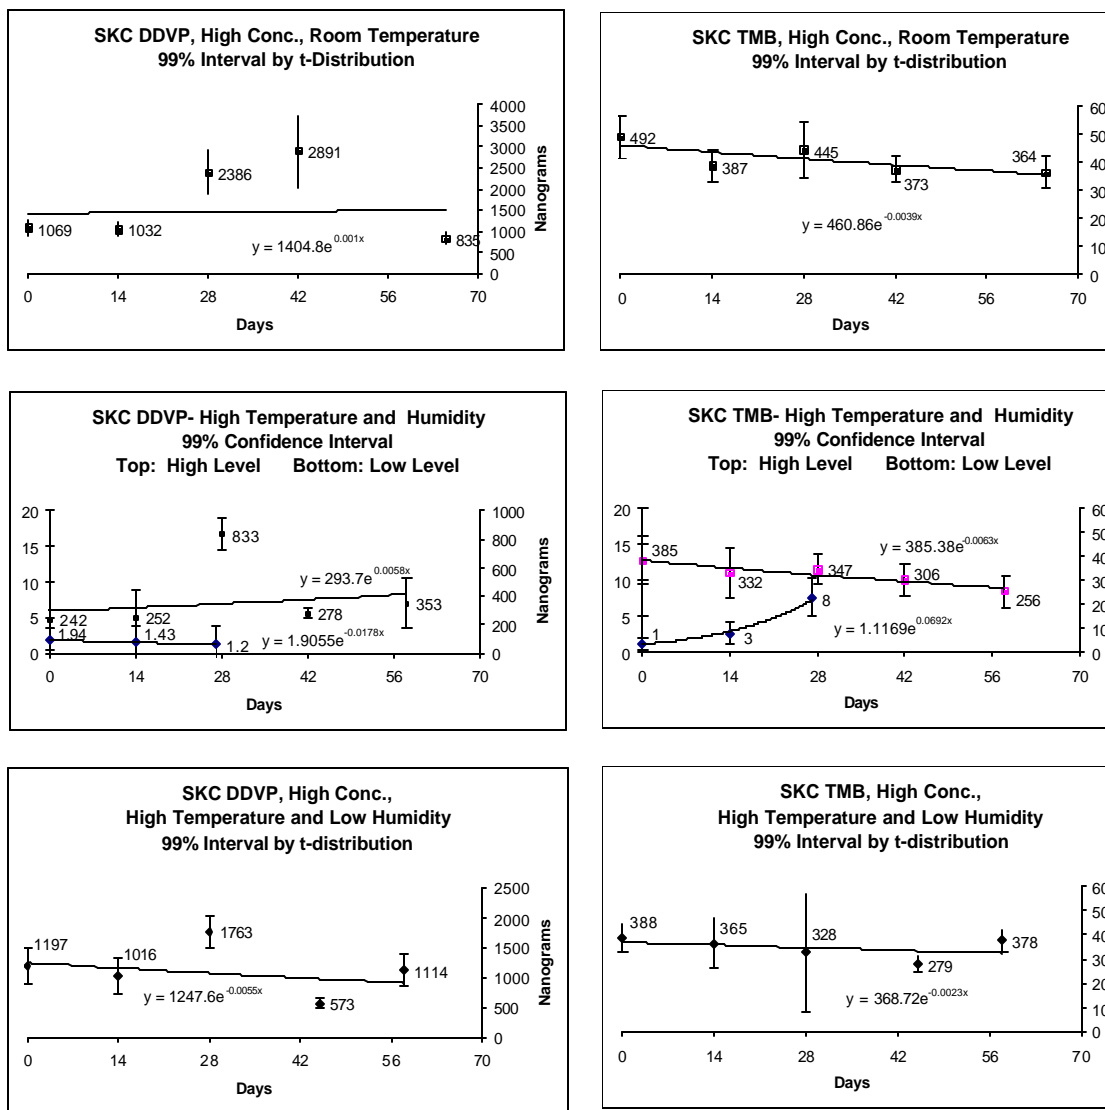 SKC DDVP, High Conc., Room Temperature
99% Interval by t-Distribution
4000
3500
3000
2500
2000
1500
1000
500
0
Nanograms
1069
1032
2386
2891
835
y = 1404.8e^0.001x
0 14 28 42 56 70
Days
SKC TMB, High Conc., Room Temperature
99% Interval by t-distribution
492
387
445
373
364
y = 460.86e^-0.0039x
0
0 14 28 42 56 70
Days
SKC DDVP- High Temperature and Humidity
99% Confidence Interval
Top: High Level Bottom: Low Level
20
15
10
5
0
1000
800
600
400
200
0
Nanograms
242
252
833
278
353
y = 293.7e^0.0058x
1.94
1.43
1.2
y = 1.9055e^-0.0178x
0 14 28 42 56 70
Days
SKC TMB- High Temperature and Humidity
99% Confidence Interval
Top: High Level Bottom: Low Level
20
15
10
5
0
0
385
332
347
306
256
y = 385.38e^-0.0063x
1
3
8
y = 1.1169e^0.0692x
0 14 28 42 56 70
Days
SKC DDVP, High Conc.,
High Temperature and Low Humidity
99% Interval by t-distribution
2500
2000
1500
1000
500
0
Nanograms
1197
1016
1763
573
1114
y = 1247.6e^-0.0055x
0 14 28 42 56 70
Days
SKC TMB, High Conc.,
High Temperature and Low Humidity
99% Interval by t-distribution
388
365
328
279
378
y = 368.72e^-0.0023x
0
0 14 28 42 56 70
Days